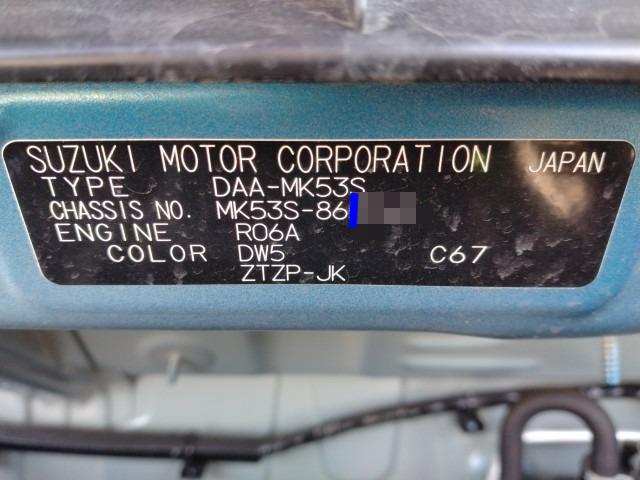 SUZUKI MOTOR CORPORATION JAPAN
TYPE DAA-MK53S
CHASSIS NO. MK53S-86
ENGINE R06A
COLOR DW5 C67
ZTZP-JK